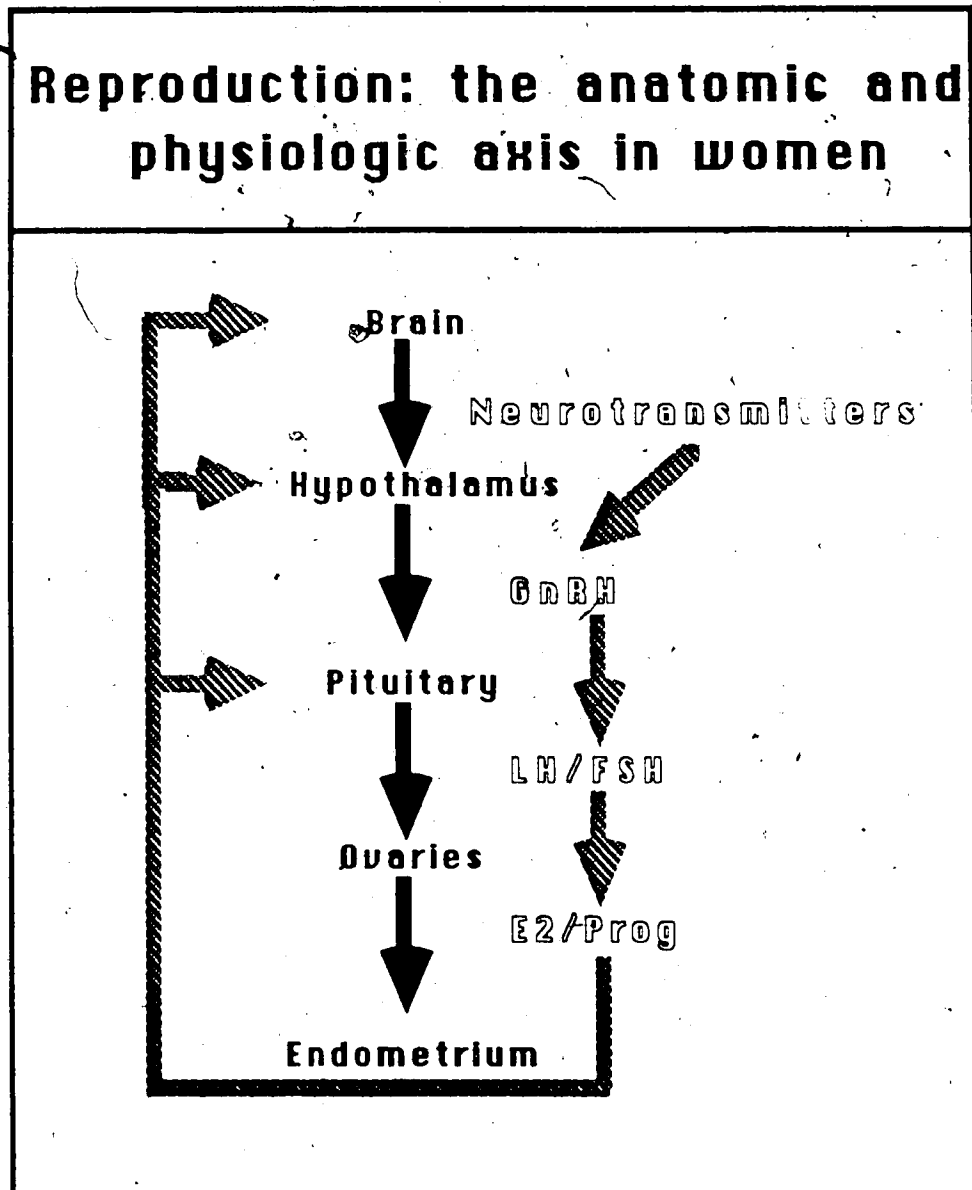 Reproduction: the anatomic and
physiologic axis in women
Brain
Neurotransmitters
Hypothalamus
GnRH
Pituitary
LH/FSH
Ovaries
E2/Prog
Endometrium